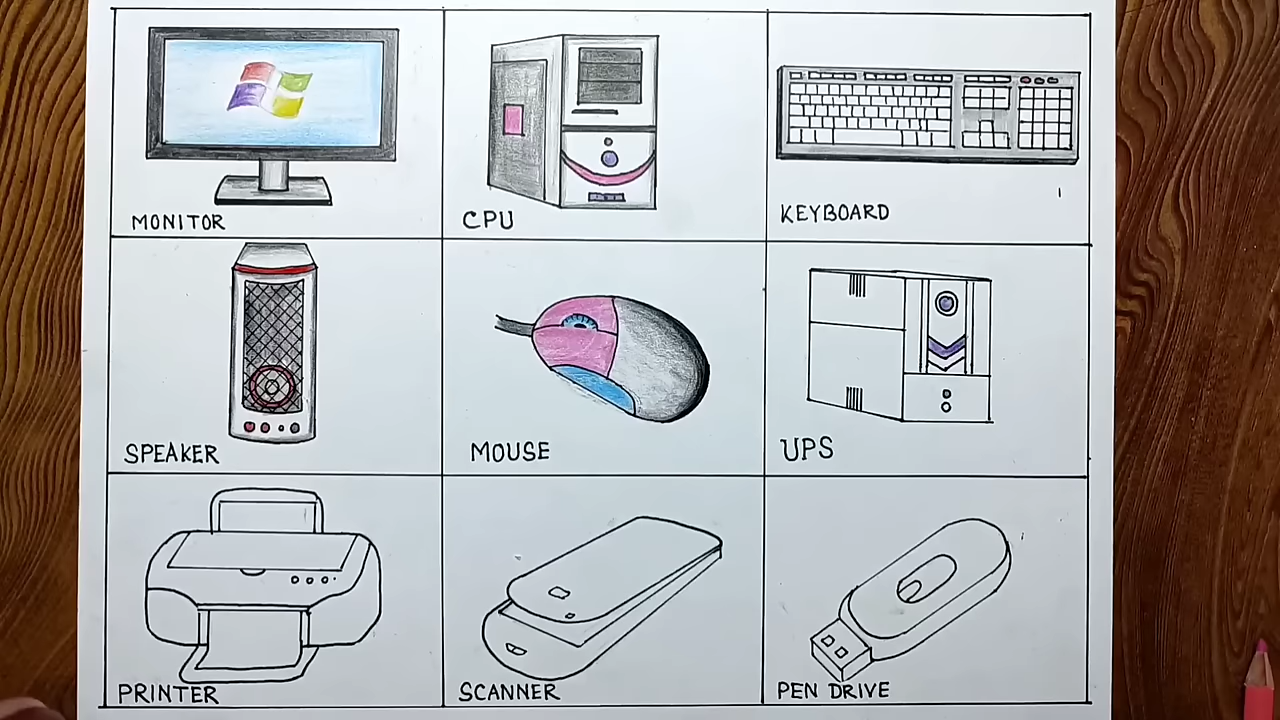 MONITOR
CPU
KEYBOARD
SPEAKER
MOUSE
UPS
PRINTER
SCANNER
PEN DRIVE